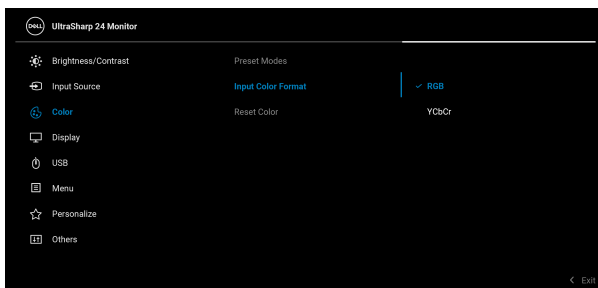 DELL UltraSharp 24 Monitor
Brightness/Contrast Preset Modes
Input Source Input Color Format ✓ RGB
Color Reset Color YCbCr
Display
USB
Menu
Personalize
Others
< Exit